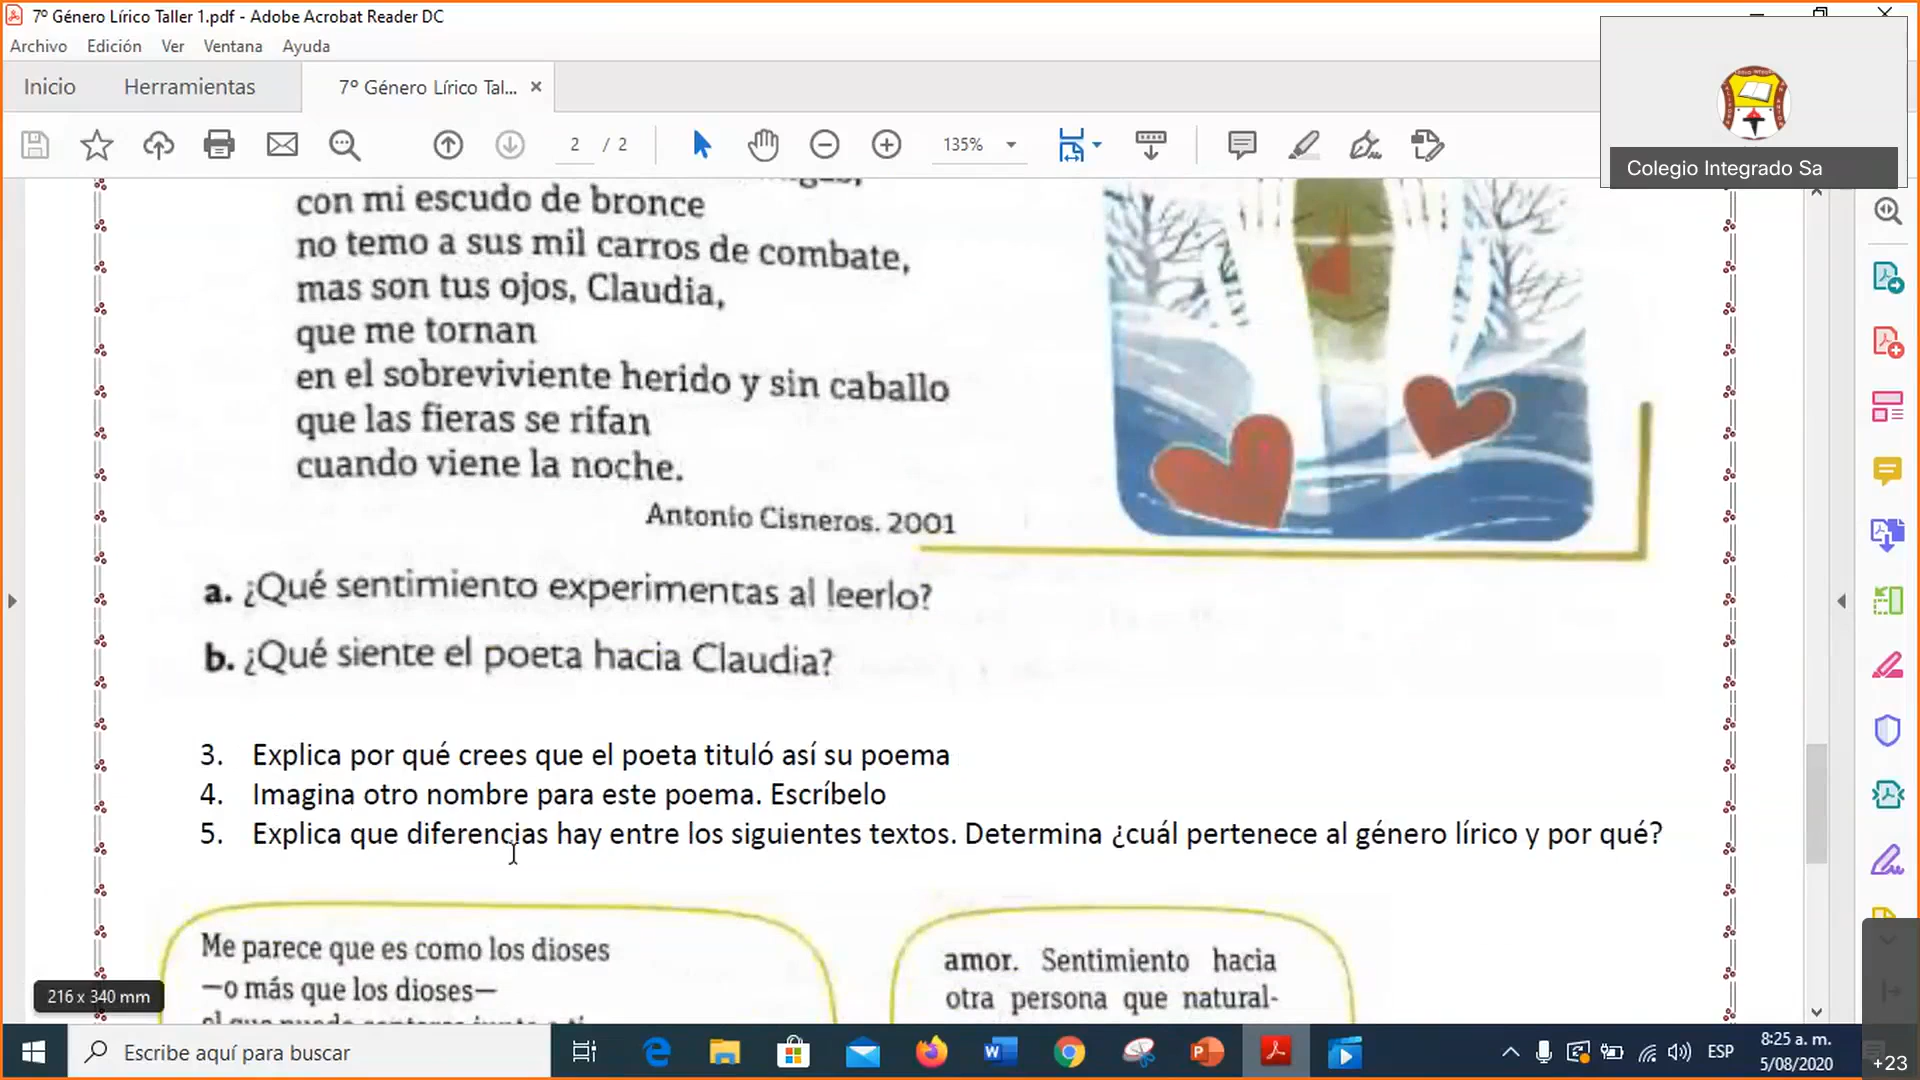 7º Género Lírico Taller 1.pdf - Adobe Acrobat Reader DC
Archivo Edición Ver Ventana Ayuda
Inicio Herramientas 7º Género Lírico Tal...
2 / 2 135%
Colegio Integrado Sa
con mi escudo de bronce
no temo a sus mil carros de combate,
mas son tus ojos, Claudia,
que me tornan
en el sobreviviente herido y sin caballo
que las fieras se rifan
cuando viene la noche.
Antonio Cisneros. 2001
a. ¿Qué sentimiento experimentas al leerlo?
b. ¿Qué siente el poeta hacia Claudia?
3. Explica por qué crees que el poeta tituló así su poema
4. Imagina otro nombre para este poema. Escríbelo
5. Explica que diferencias hay entre los siguientes textos. Determina ¿cuál pertenece al género lírico y por qué?
Me parece que es como los dioses
—o más que los dioses—
amor. Sentimiento hacia
otra persona que natural-
216 x 340 mm
Escribe aquí para buscar
ESP
8:25 a. m.
5/08/2020
+23